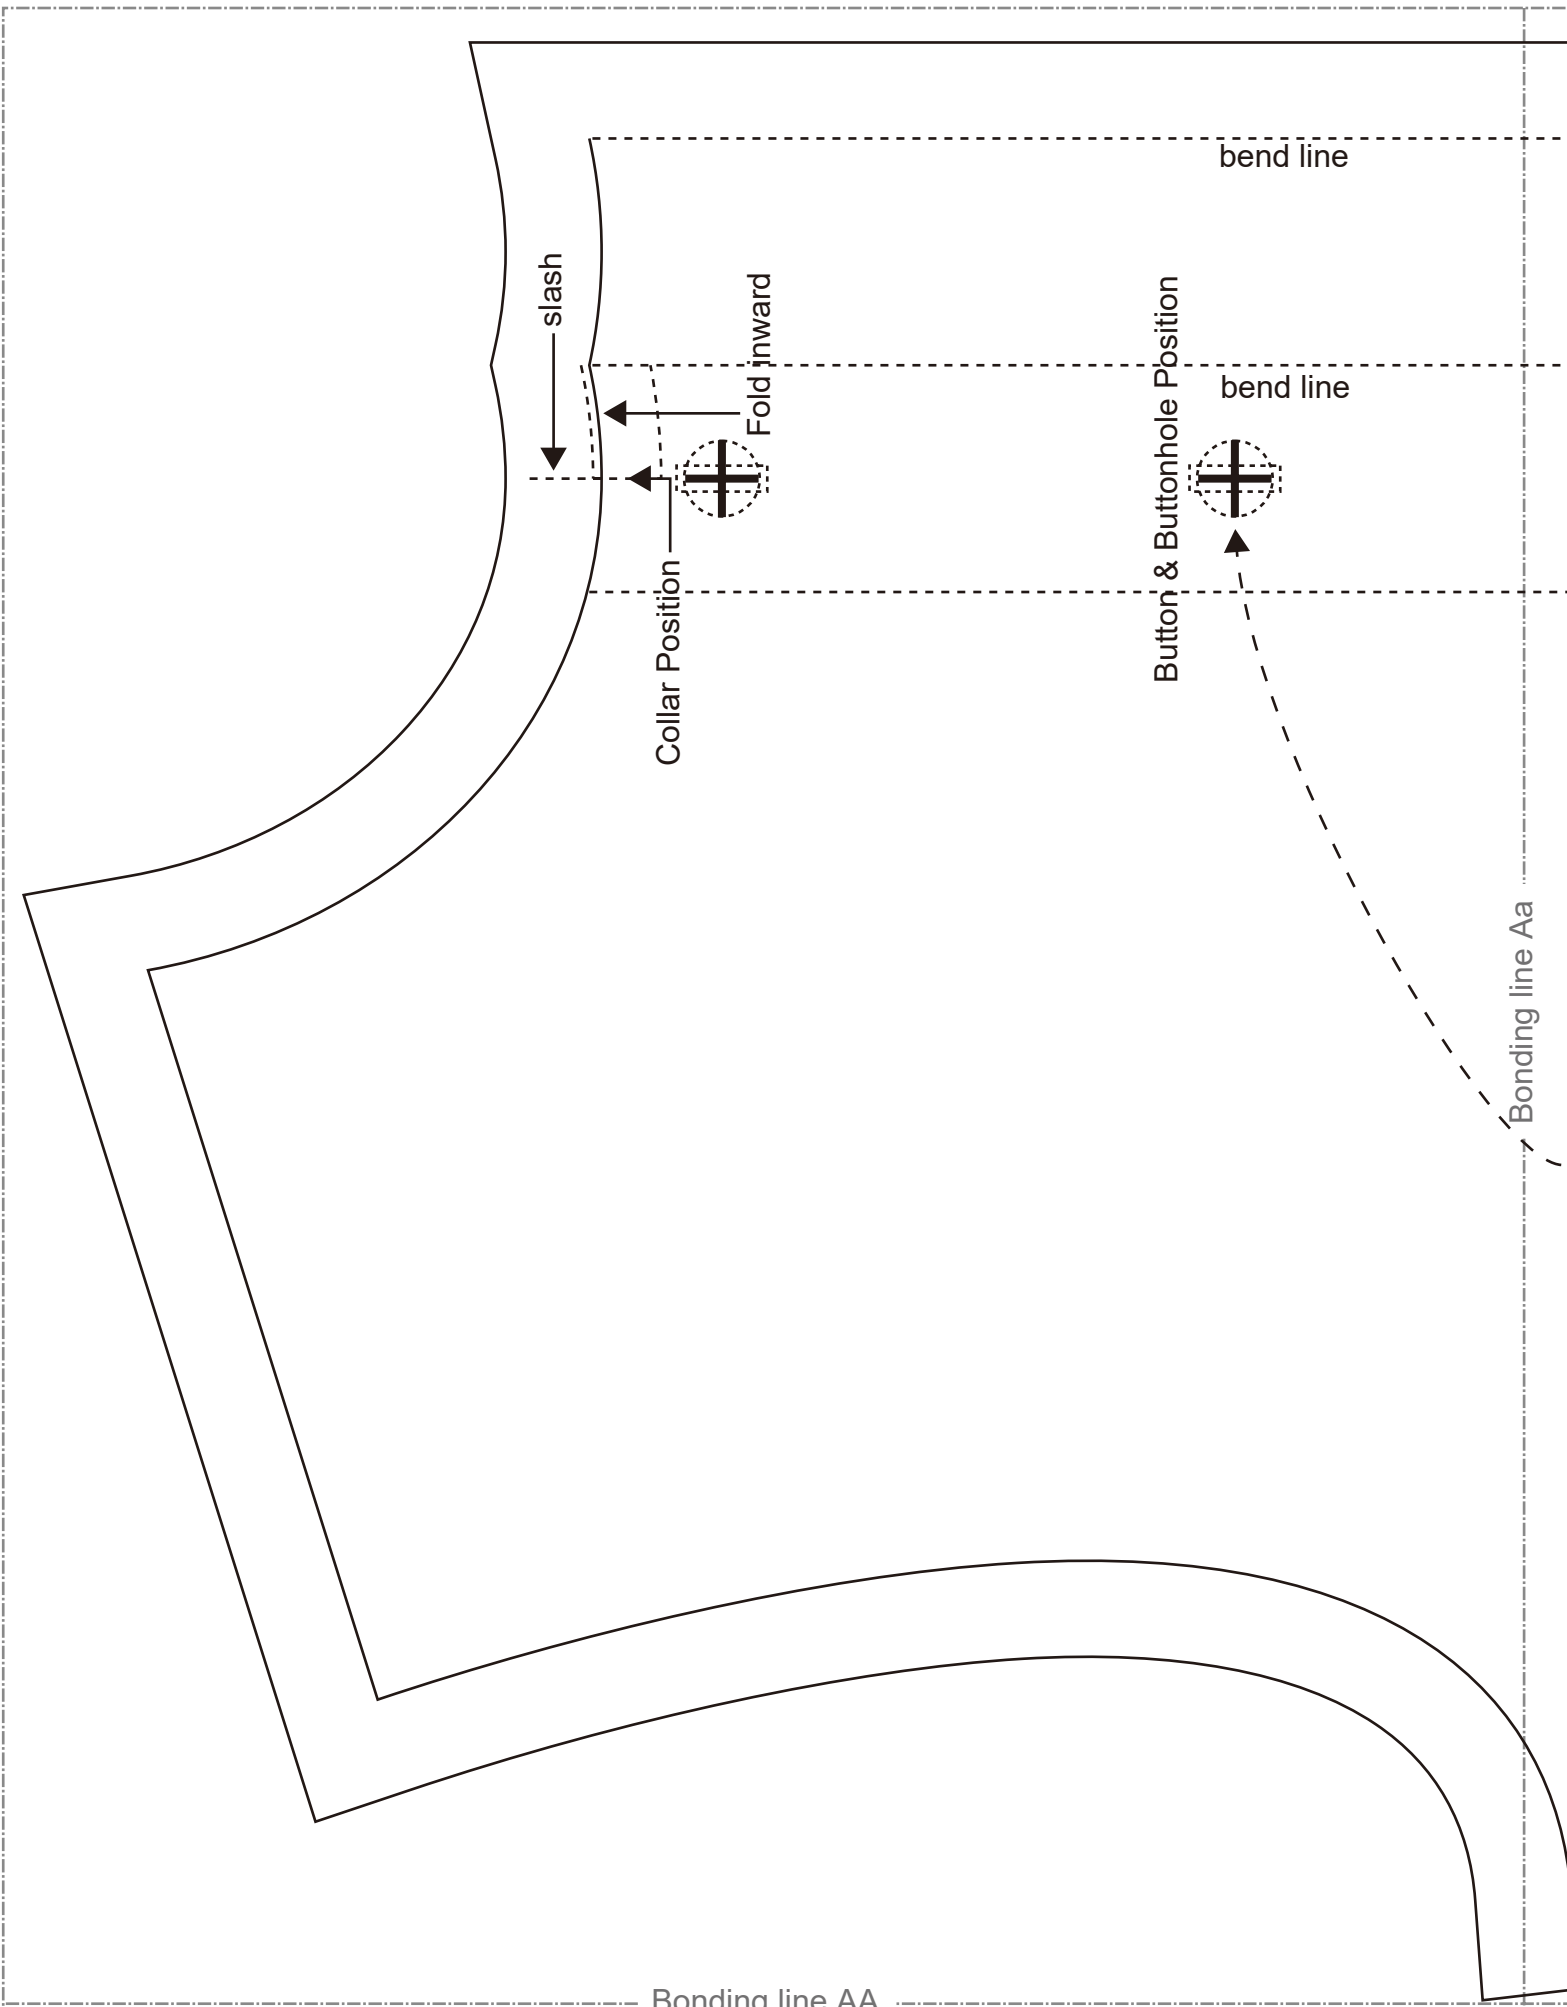 bend line
slash
Fold inward
Button & Buttonhole Position
bend line
Collar Position
Bonding line Aa
Bonding line AA